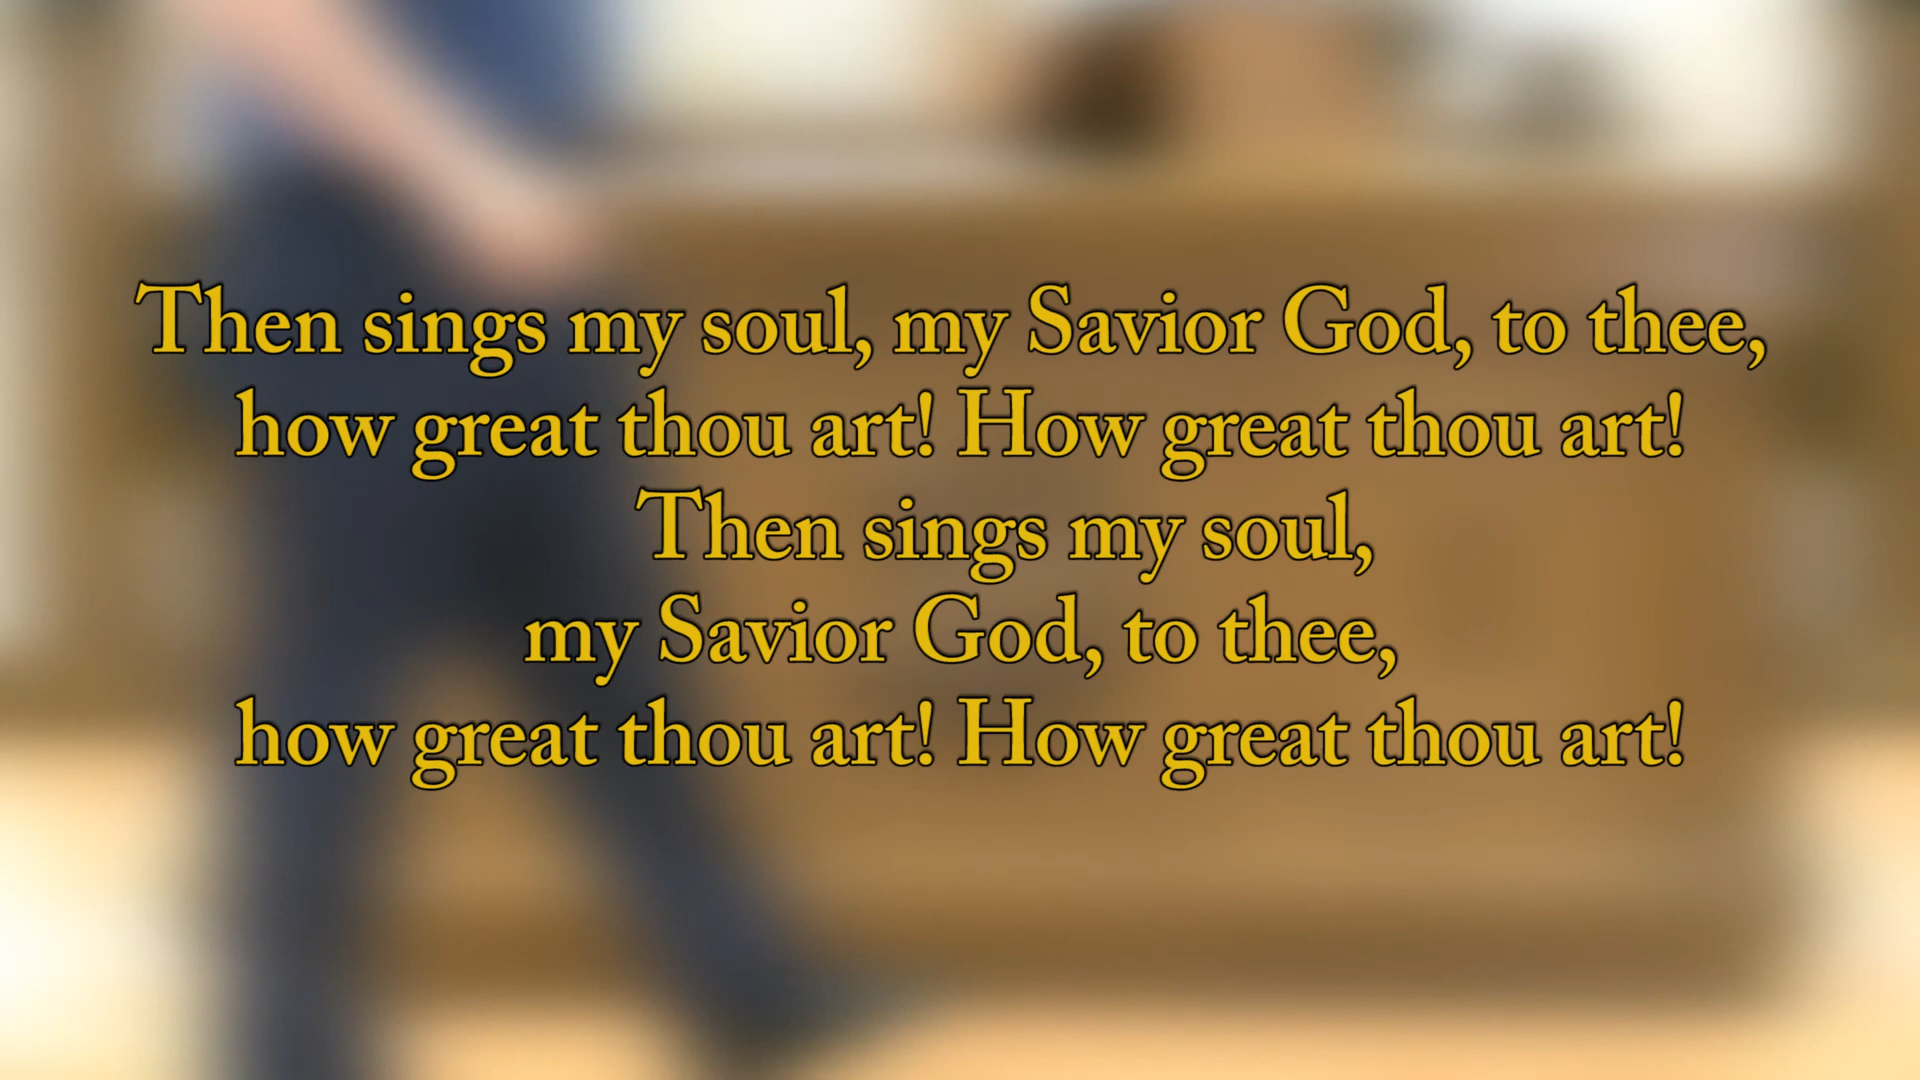 Then sings my soul, my Savior God, to thee,
how great thou art! How great thou art!
Then sings my soul,
my Savior God, to thee,
how great thou art! How great thou art!